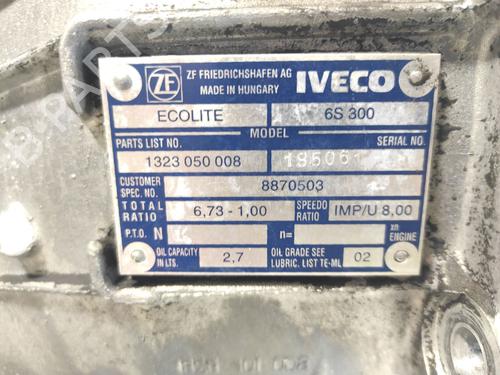 ZF FRIEDRICHSHAFEN AG
MADE IN HUNGARY
IVECO
ECOLITE 6S 300
MODEL
PARTS LIST NO. SERIAL NO.
1323 050 008
CUSTOMER SPEC. NO. 8870503
TOTAL RATIO 6,73 - 1,00 SPEEDO RATIO IMP/U 8,00
P.T.O. N n= xn ENGINE
OIL CAPACITY IN LTS. 2,7 OIL GRADE SEE LUBRIC. LIST TE-ML 02